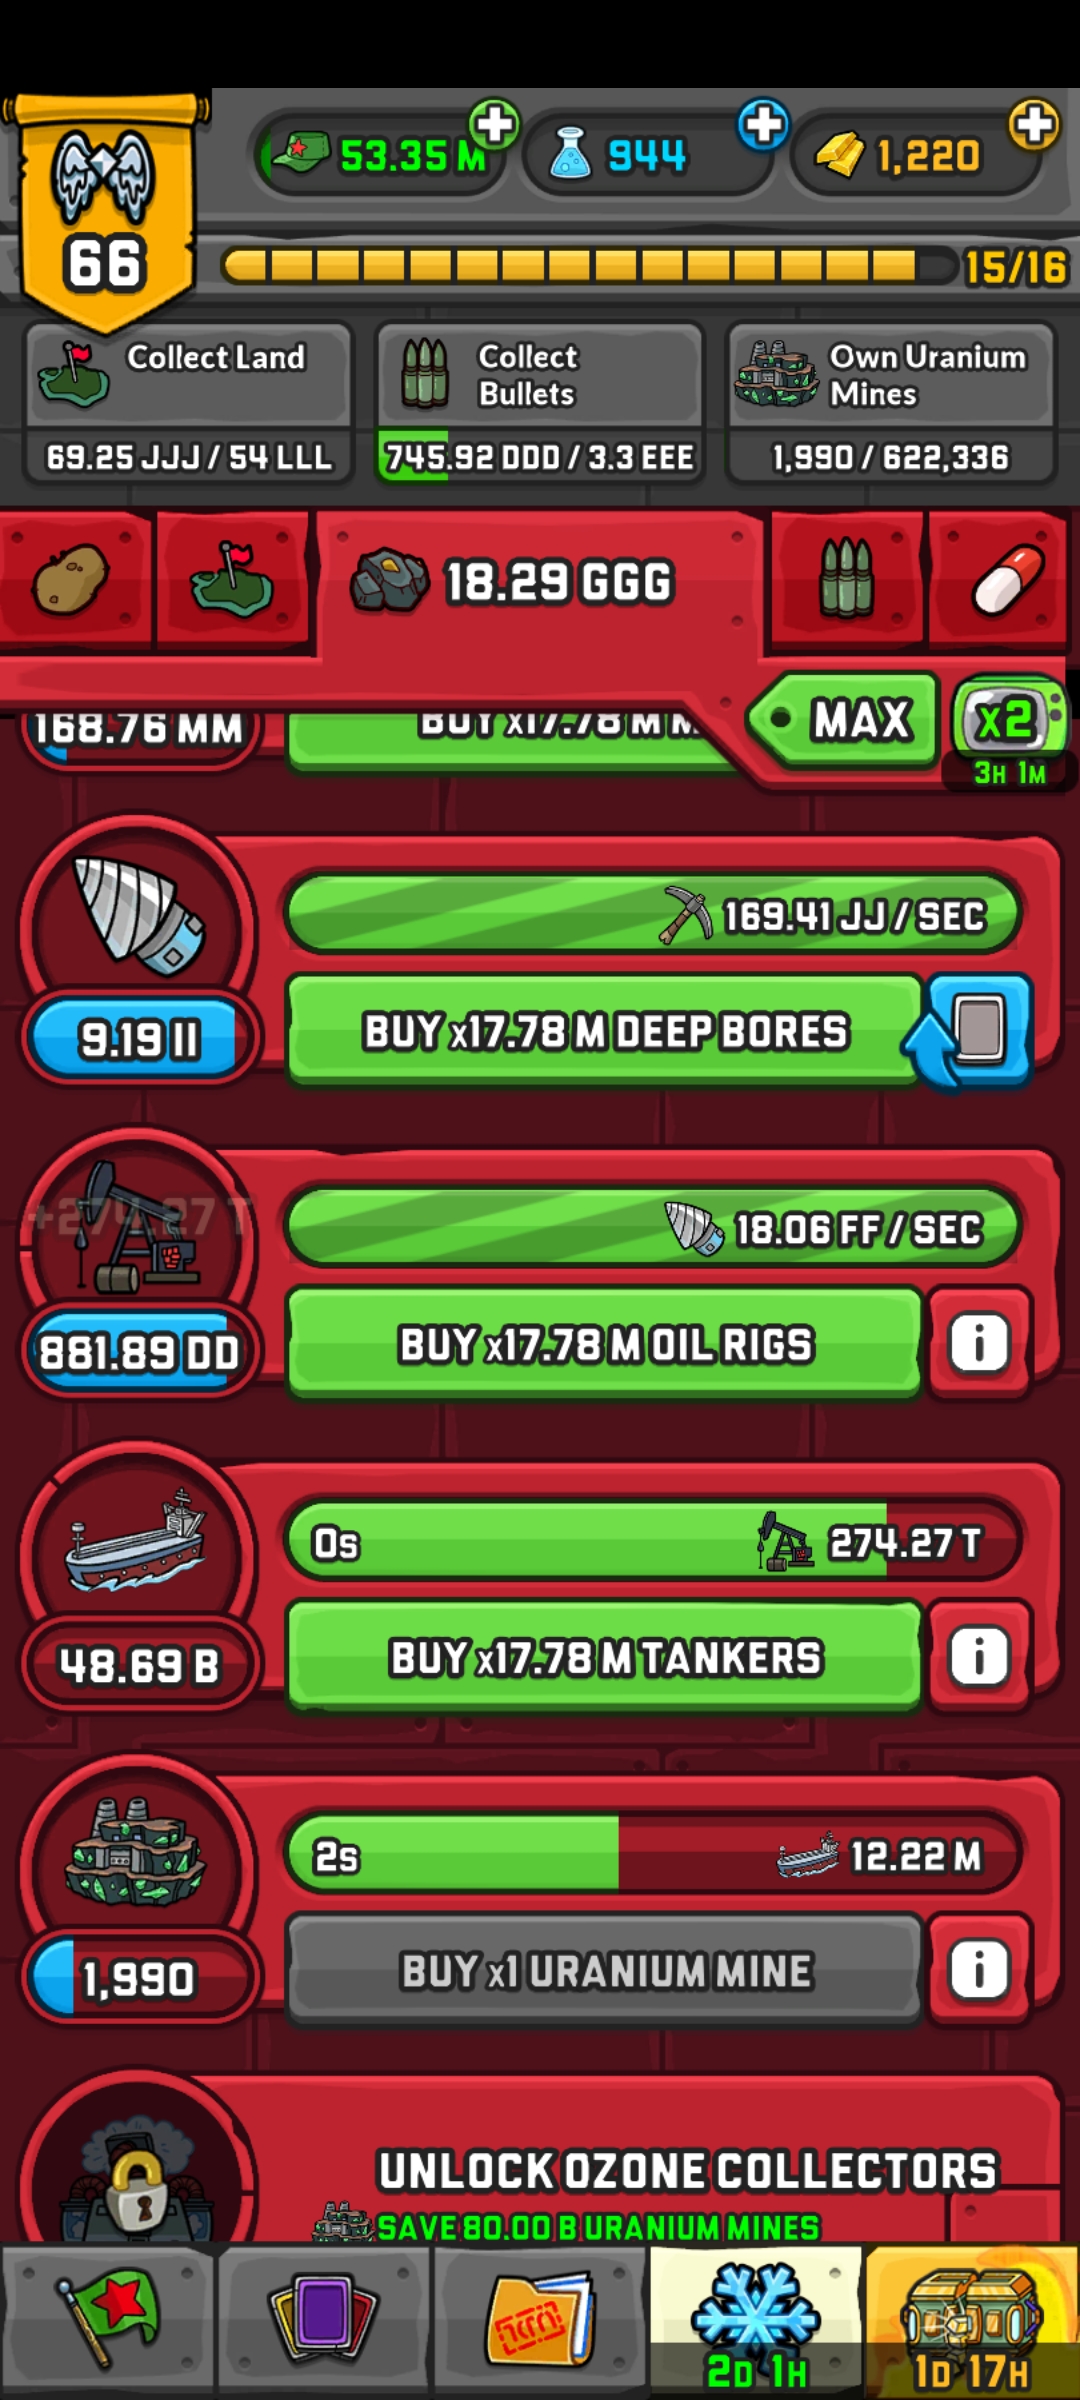 53.35 M
944
1,220
66
15/16
Collect Land
69.25 JJJ / 54 LLL
Collect
Bullets
745.92 DDD / 3.3 EEE
Own Uranium
Mines
1,990 / 622,336
18.29 GGG
MAX
x2
3H 1M
168.76 MM
BUY x17.78 M M
169.41 JJ / SEC
9.19 II
BUY x17.78 M DEEP BORES
+274.27 T
18.06 FF / SEC
881.89 DD
BUY x17.78 M OIL RIGS
i
0s
274.27 T
48.69 B
BUY x17.78 M TANKERS
i
2s
12.22 M
1,990
BUY x1 URANIUM MINE
i
UNLOCK OZONE COLLECTORS
SAVE 80.00 B URANIUM MINES
2D 1H
1D 17H